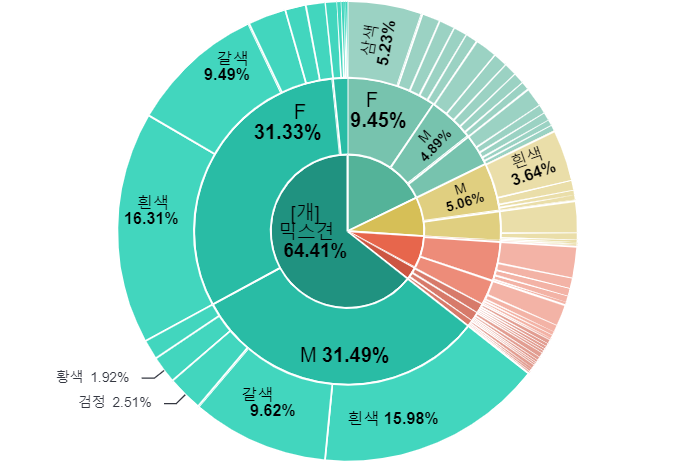 삼색
5.23%
갈색
9.49%
F
9.45%
F
31.33%
M
4.89%
흰색
3.64%
M
5.06%
흰색
16.31%
[개]
믹스견
64.41%
M 31.49%
황색 1.92%
검정 2.51%
갈색
9.62%
흰색 15.98%